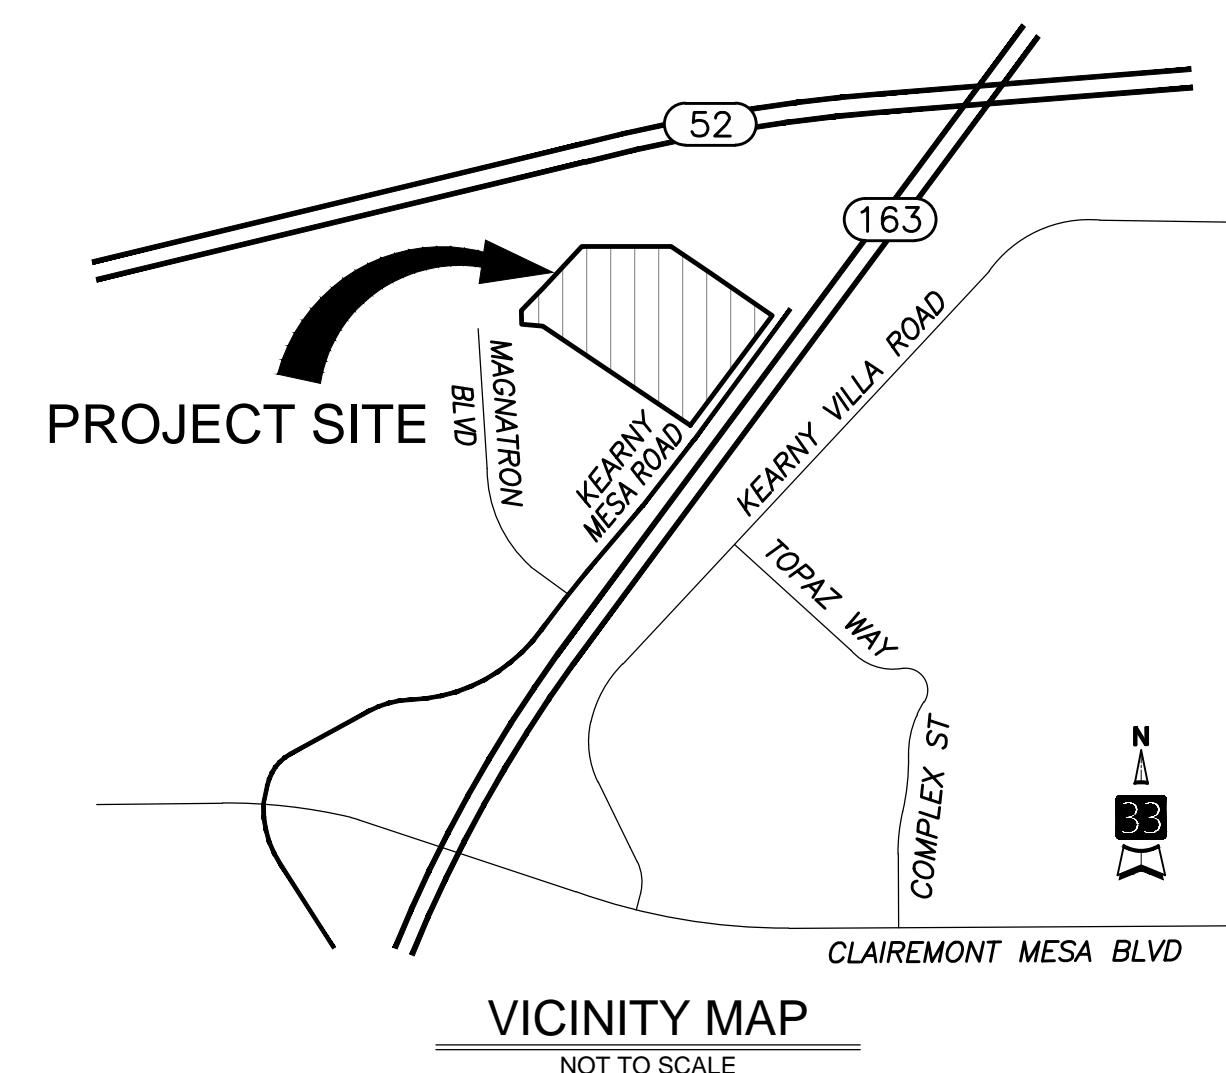 52
163
PROJECT SITE
MAGNATRON
BLVD
KEARNY
MESA ROAD
KEARNY VILLA ROAD
TOPAZ WAY
COMPLEX ST
N
33
CLAIREMONT MESA BLVD
VICINITY MAP
NOT TO SCALE